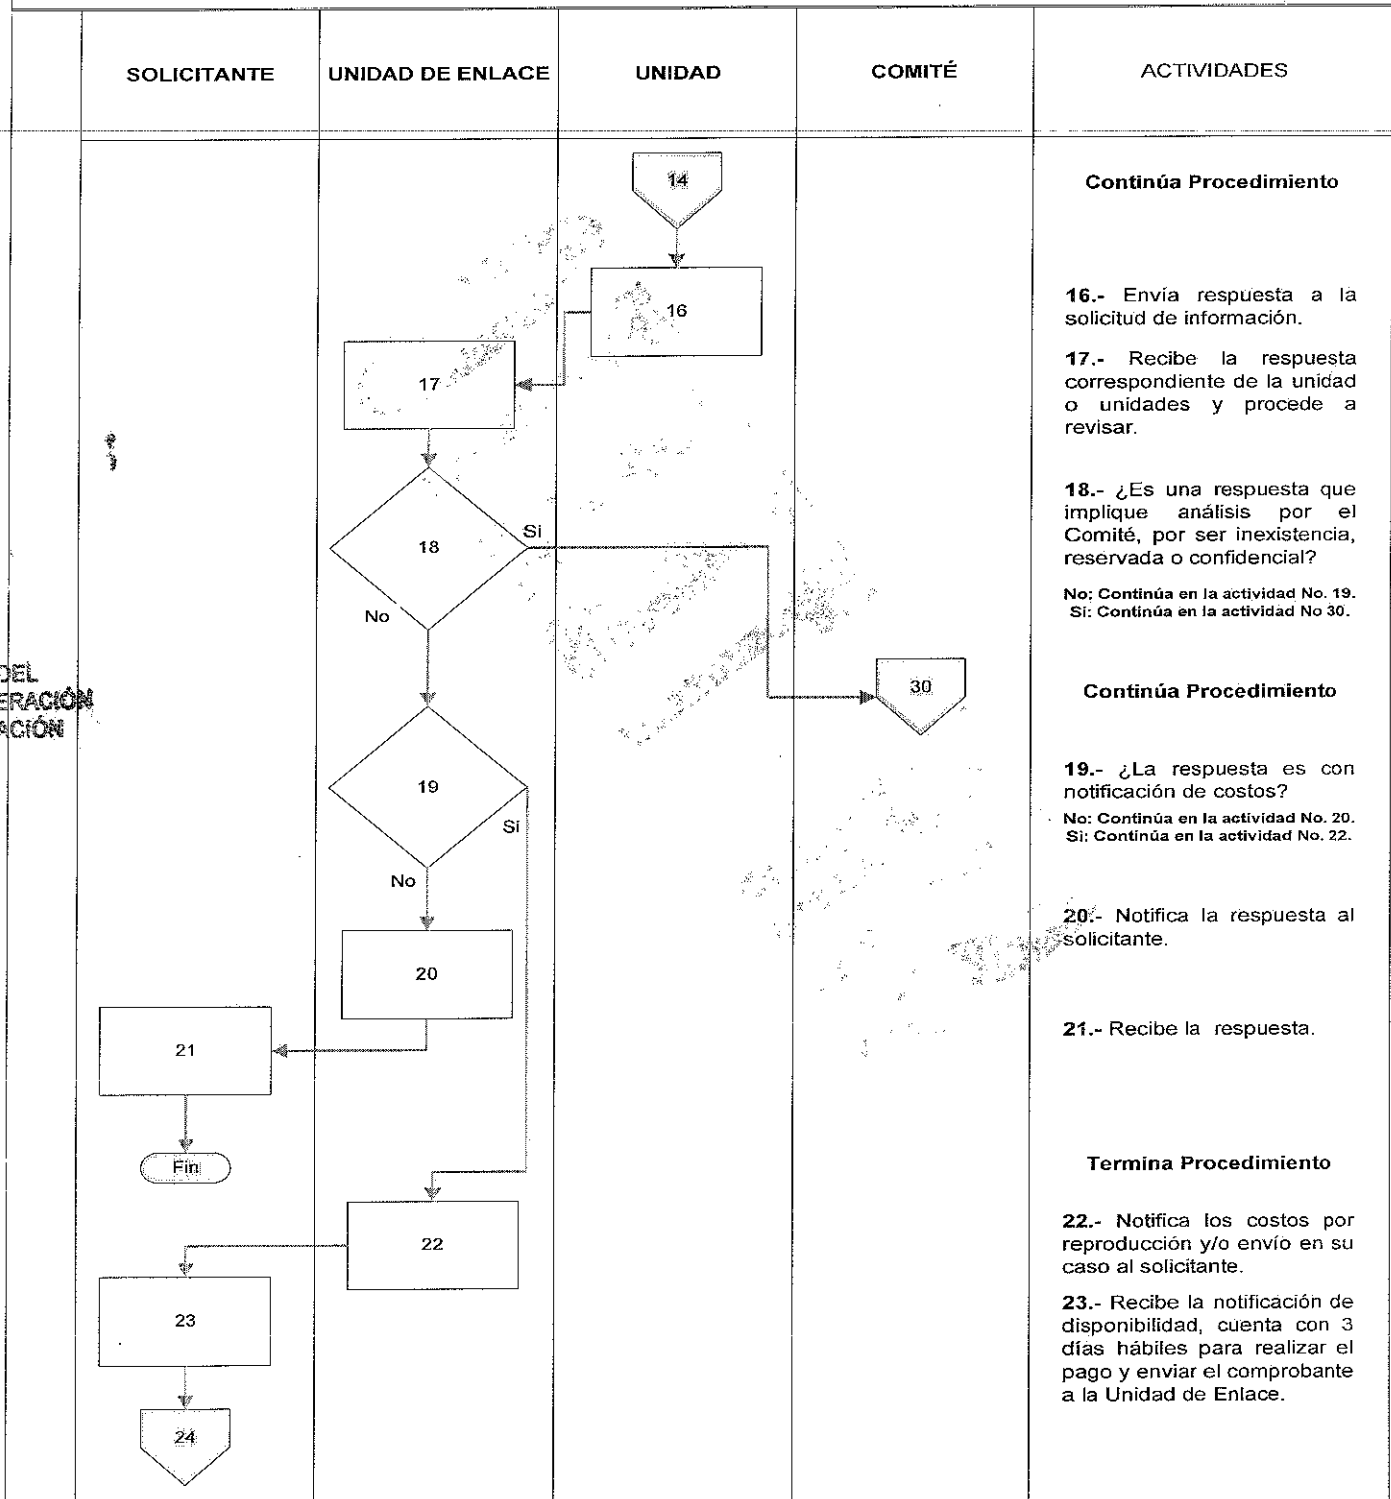 SOLICITANTE
UNIDAD DE ENLACE
UNIDAD
COMITÉ
ACTIVIDADES
14
16
17
18
Si
No
30
19
Sí
No
20
21
Fin
22
23
24
DEL
ERACIÓN
ACIÓN
Continúa Procedimiento
16.- Envía respuesta a la
solicitud de información.
17.- Recibe la respuesta
correspondiente de la unidad
o unidades y procede a
revisar.
18.- ¿Es una respuesta que
implique análisis por el
Comité, por ser inexistencia,
reservada o confidencial?
No: Continúa en la actividad No. 19.
Sí: Continúa en la actividad No 30.
Continúa Procedimiento
19.- ¿La respuesta es con
notificación de costos?
No: Continúa en la actividad No. 20.
Sí: Continúa en la actividad No. 22.
20.- Notifica la respuesta al
solicitante.
21.- Recibe la respuesta.
Termina Procedimiento
22.- Notifica los costos por
reproducción y/o envío en su
caso al solicitante.
23.- Recibe la notificación de
disponibilidad, cuenta con 3
días hábiles para realizar el
pago y enviar el comprobante
a la Unidad de Enlace.